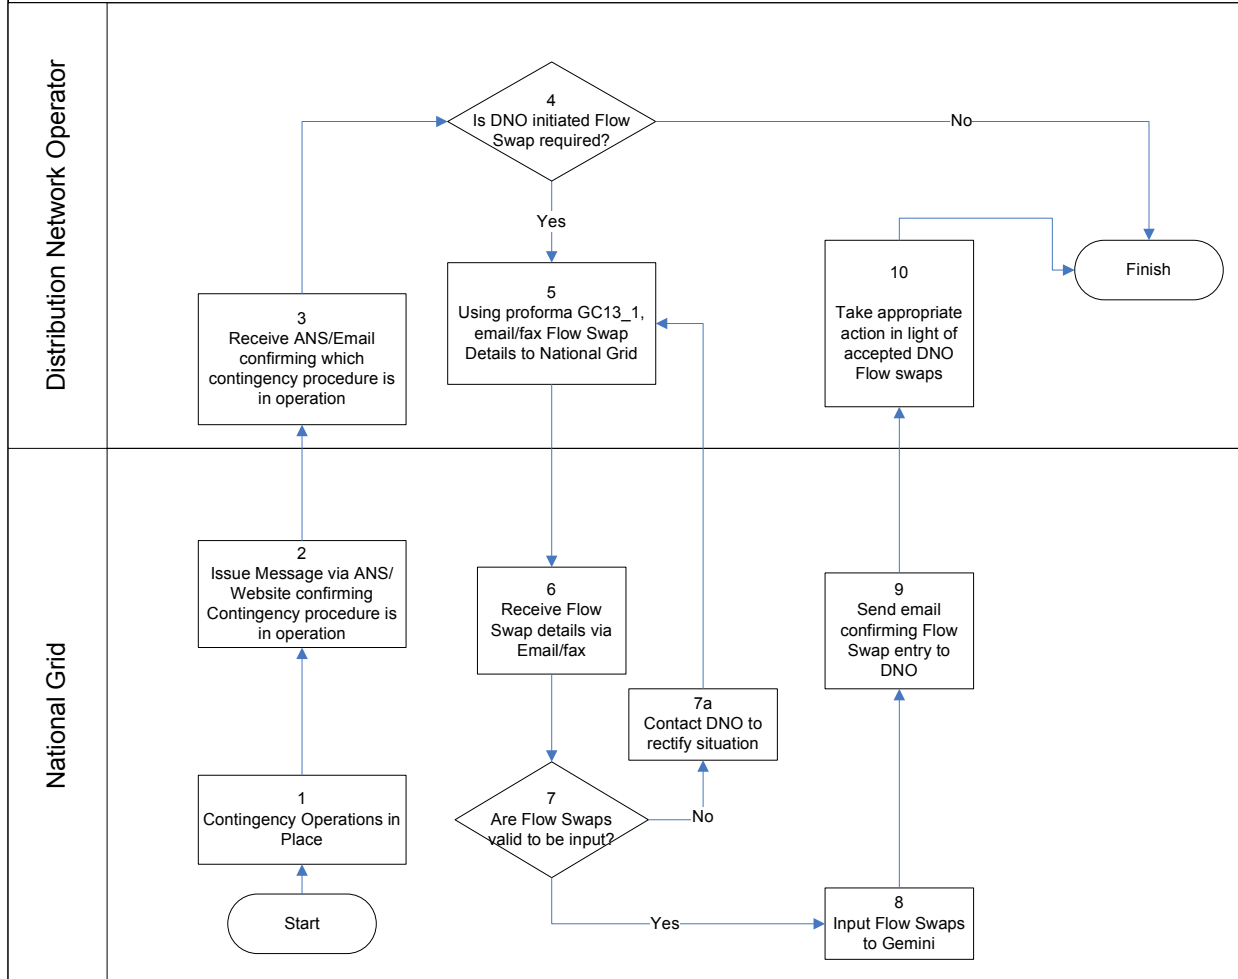 Distribution Network Operator
4
Is DNO initiated Flow
Swap required?
No
Yes
3
Receive ANS/Email
confirming which
contingency procedure is
in operation
5
Using proforma GC13_1,
email/fax Flow Swap
Details to National Grid
10
Take appropriate
action in light of
accepted DNO
Flow swaps
Finish
National Grid
2
Issue Message via ANS/
Website confirming
Contingency procedure is
in operation
6
Receive Flow
Swap details via
Email/fax
9
Send email
confirming Flow
Swap entry to
DNO
7a
Contact DNO to
rectify situation
1
Contingency Operations in
Place
7
Are Flow Swaps
valid to be input?
No
Yes
8
Input Flow Swaps
to Gemini
Start